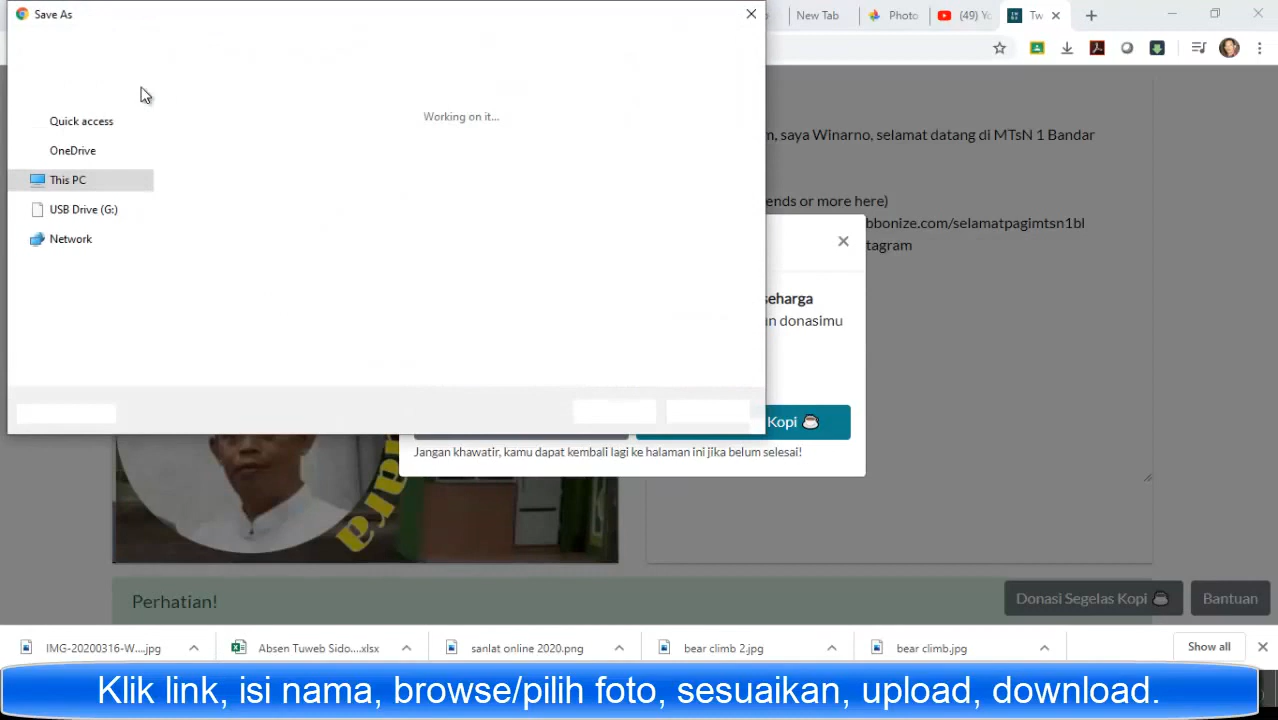 Save As
New Tab
Photo
(49) Yo
Tw
Quick access
OneDrive
This PC
USB Drive (G:)
Network
Working on it...
m, saya Winarno, selamat datang di MTsN 1 Bandar
ends or more here)
bbonize.com/selamatpagimtsn1bl
tagram
seharga
n donasimu
Kopi
Jangan khawatir, kamu dapat kembali lagi ke halaman ini jika belum selesai!
ara
Perhatian!
Donasi Segelas Kopi
Bantuan
IMG-20200316-W....jpg
Absen Tuweb Sido....xlsx
sanlat online 2020.png
bear climb 2.jpg
bear climb.jpg
Show all
Klik link, isi nama, browse/pilih foto, sesuaikan, upload, download.